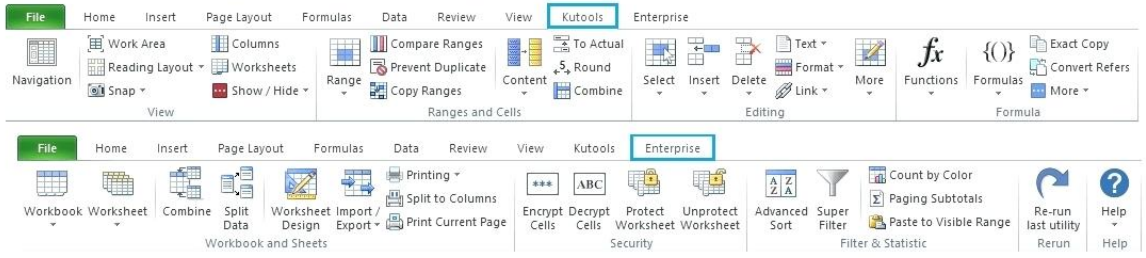 File Home Insert Page Layout Formulas Data Review View Kutools Enterprise
Work Area Columns Compare Ranges To Actual Text Exact Copy
Navigation Reading Layout Worksheets Range Prevent Duplicate Content Round Select Insert Delete Format More Functions Formulas Convert Refers
Snap Show / Hide Copy Ranges Combine Link More
View Ranges and Cells Editing Formula
File Home Insert Page Layout Formulas Data Review View Kutools Enterprise
Printing Count by Color
*** ABC A Z Z A Split to Columns Paging Subtotals
Workbook Worksheet Combine Split Data Worksheet Design Import / Export Print Current Page Encrypt Cells Decrypt Cells Protect Worksheet Unprotect Worksheet Advanced Sort Super Filter Paste to Visible Range Re-run last utility Help
Workbook and Sheets Security Filter & Statistic Rerun Help